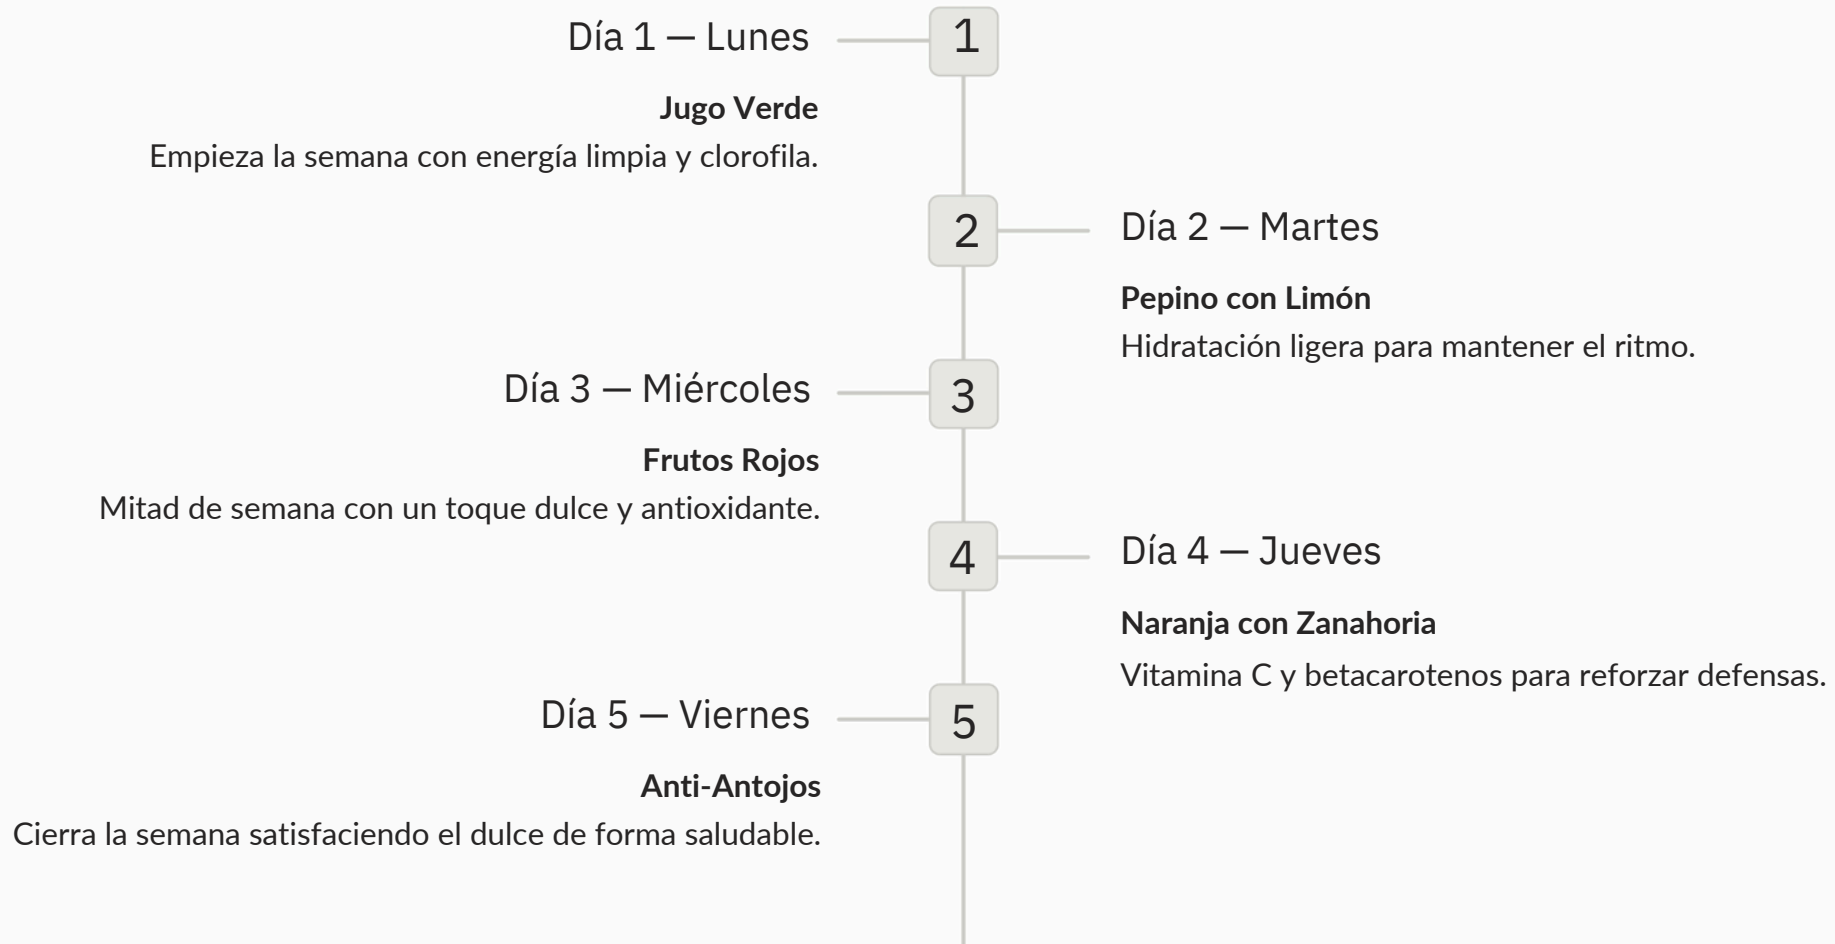 Día 1 — Lunes
1
Jugo Verde
Empieza la semana con energía limpia y clorofila.
2
Día 2 — Martes
Pepino con Limón
Hidratación ligera para mantener el ritmo.
Día 3 — Miércoles
3
Frutos Rojos
Mitad de semana con un toque dulce y antioxidante.
4
Día 4 — Jueves
Naranja con Zanahoria
Vitamina C y betacarotenos para reforzar defensas.
Día 5 — Viernes
5
Anti-Antojos
Cierra la semana satisfaciendo el dulce de forma saludable.